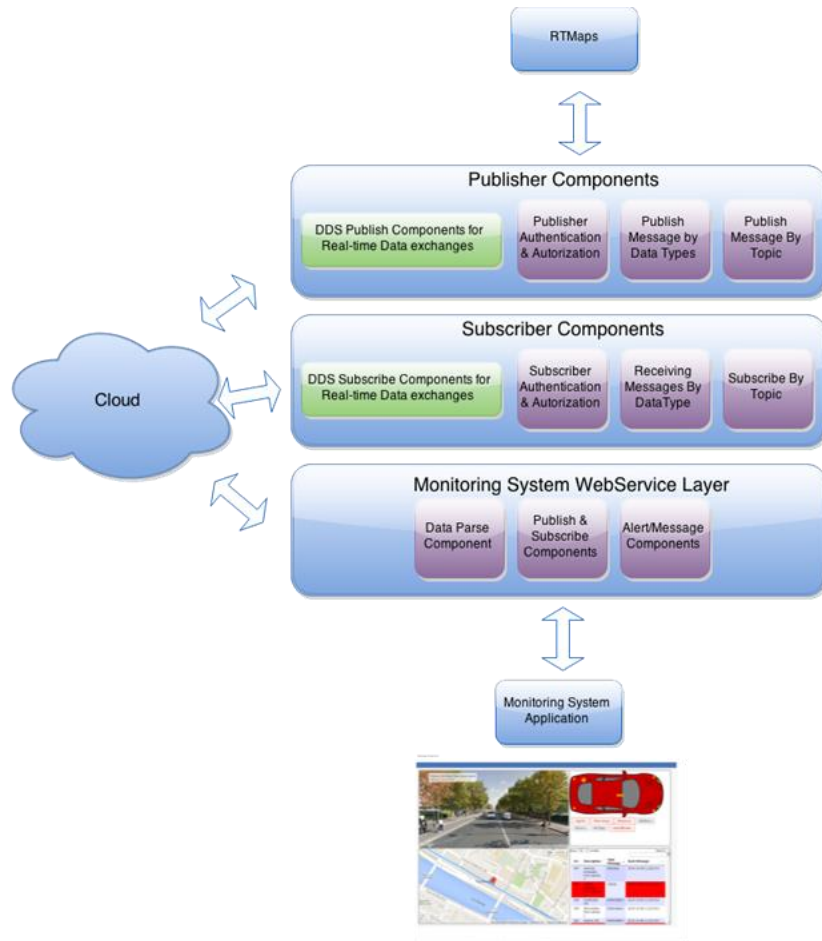 RTMaps
Publisher Components
DDS Publish Components for
Real-time Data exchanges
Publisher
Authentication
& Autorization
Publish
Message by
Data Types
Publish
Message By
Topic
Cloud
Subscriber Components
DDS Subscribe Components for
Real-time Data exchanges
Subscriber
Authentication
& Autorization
Receiving
Messages By
DataType
Subscribe By
Topic
Monitoring System WebService Layer
Data Parse
Component
Publish &
Subscribe
Components
Alert/Message
Components
Monitoring System
Application